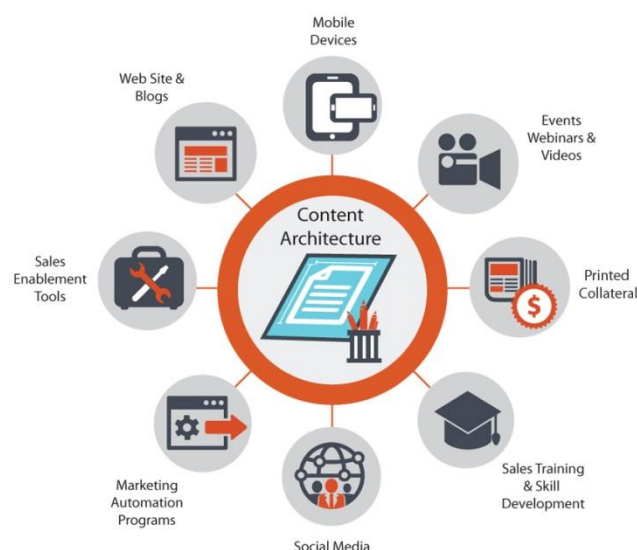 Mobile
Devices
Web Site &
Blogs
Events
Webinars &
Videos
Content
Architecture
Sales
Enablement
Tools
Printed
Collateral
$
Marketing
Automation
Programs
Sales Training
& Skill
Development
Social Media